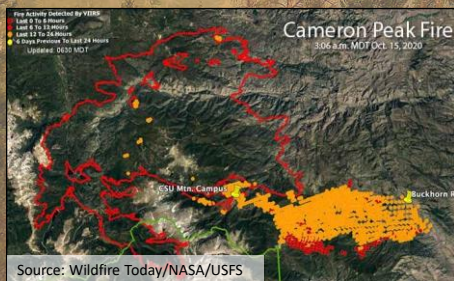 Fire Activity Detected By VIIRS
Last 0 To 6 Hours
Last 6 To 12 Hours
Last 12 To 24 Hours
6 Days Previous To Last 24 Hours
Updated: 0630 MDT
Cameron Peak Fire
3:06 a.m. MDT Oct. 15, 2020
CSU Mtn. Campus
Buckhorn R
Source: Wildfire Today/NASA/USFS